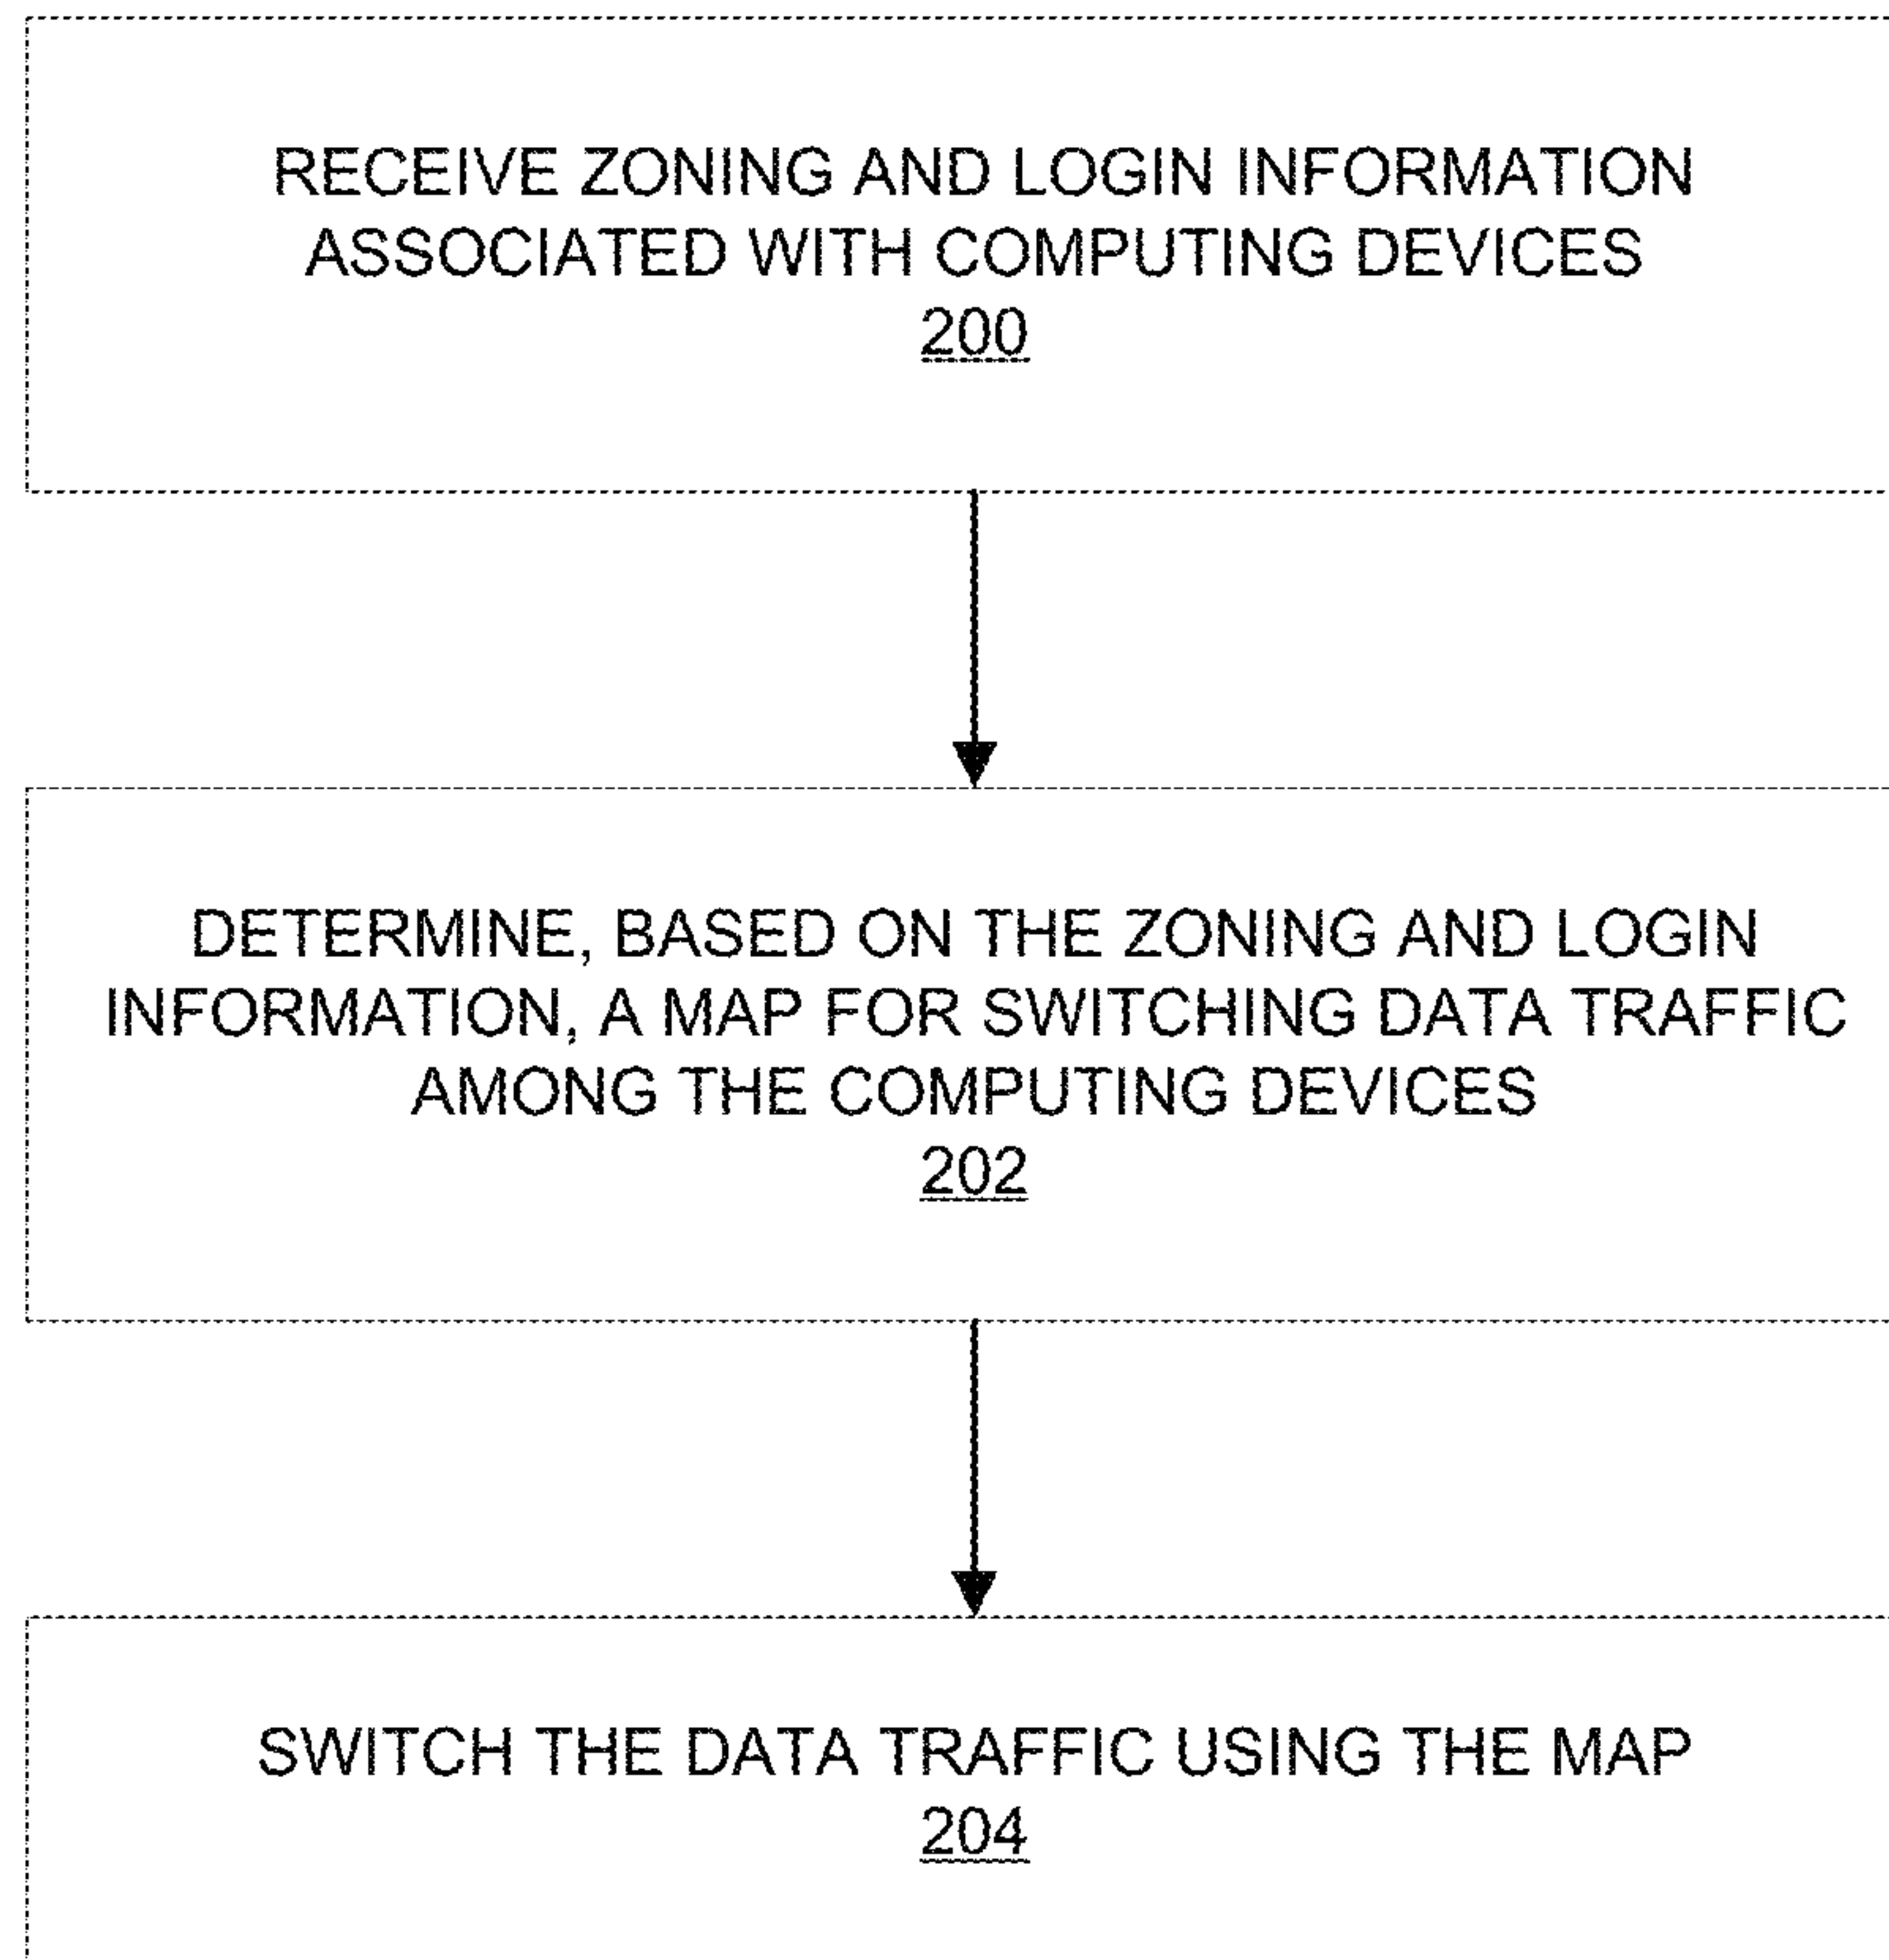 RECEIVE ZONING AND LOGIN INFORMATION
ASSOCIATED WITH COMPUTING DEVICES
200
DETERMINE, BASED ON THE ZONING AND LOGIN
INFORMATION, A MAP FOR SWITCHING DATA TRAFFIC
AMONG THE COMPUTING DEVICES
202
SWITCH THE DATA TRAFFIC USING THE MAP
204